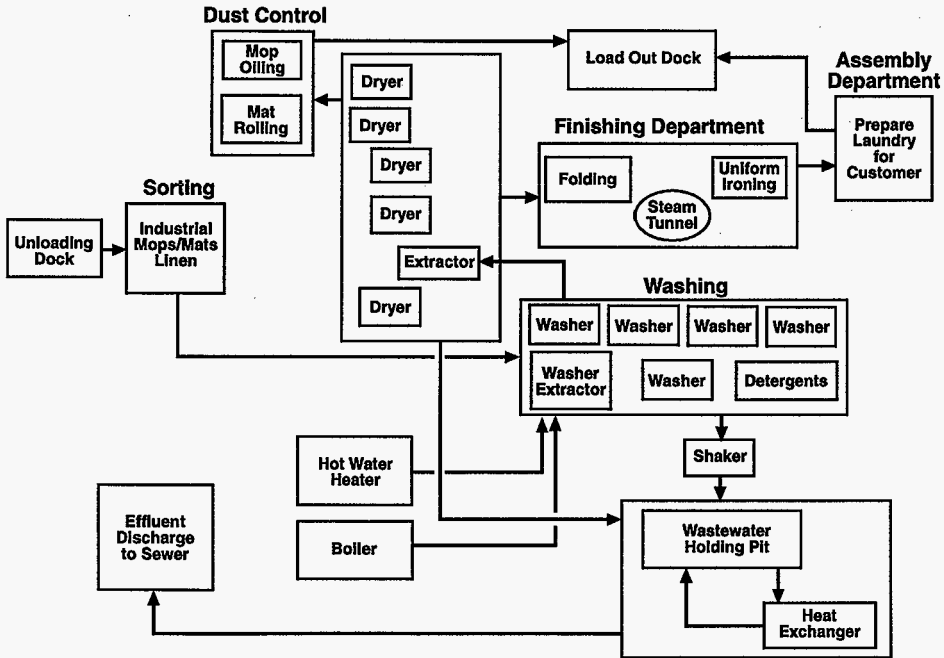 Dust Control
Mop
Oiling
Mat
Rolling
Dryer
Dryer
Dryer
Dryer
Extractor
Dryer
Load Out Dock
Assembly
Department
Prepare
Laundry
for
Customer
Finishing Department
Folding
Uniform
Ironing
Steam
Tunnel
Sorting
Unloading
Dock
Industrial
Mops/Mats
Linen
Washing
Washer
Washer
Washer
Washer
Washer
Extractor
Washer
Detergents
Shaker
Hot Water
Heater
Boiler
Effluent
Discharge
to Sewer
Wastewater
Holding Pit
Heat
Exchanger